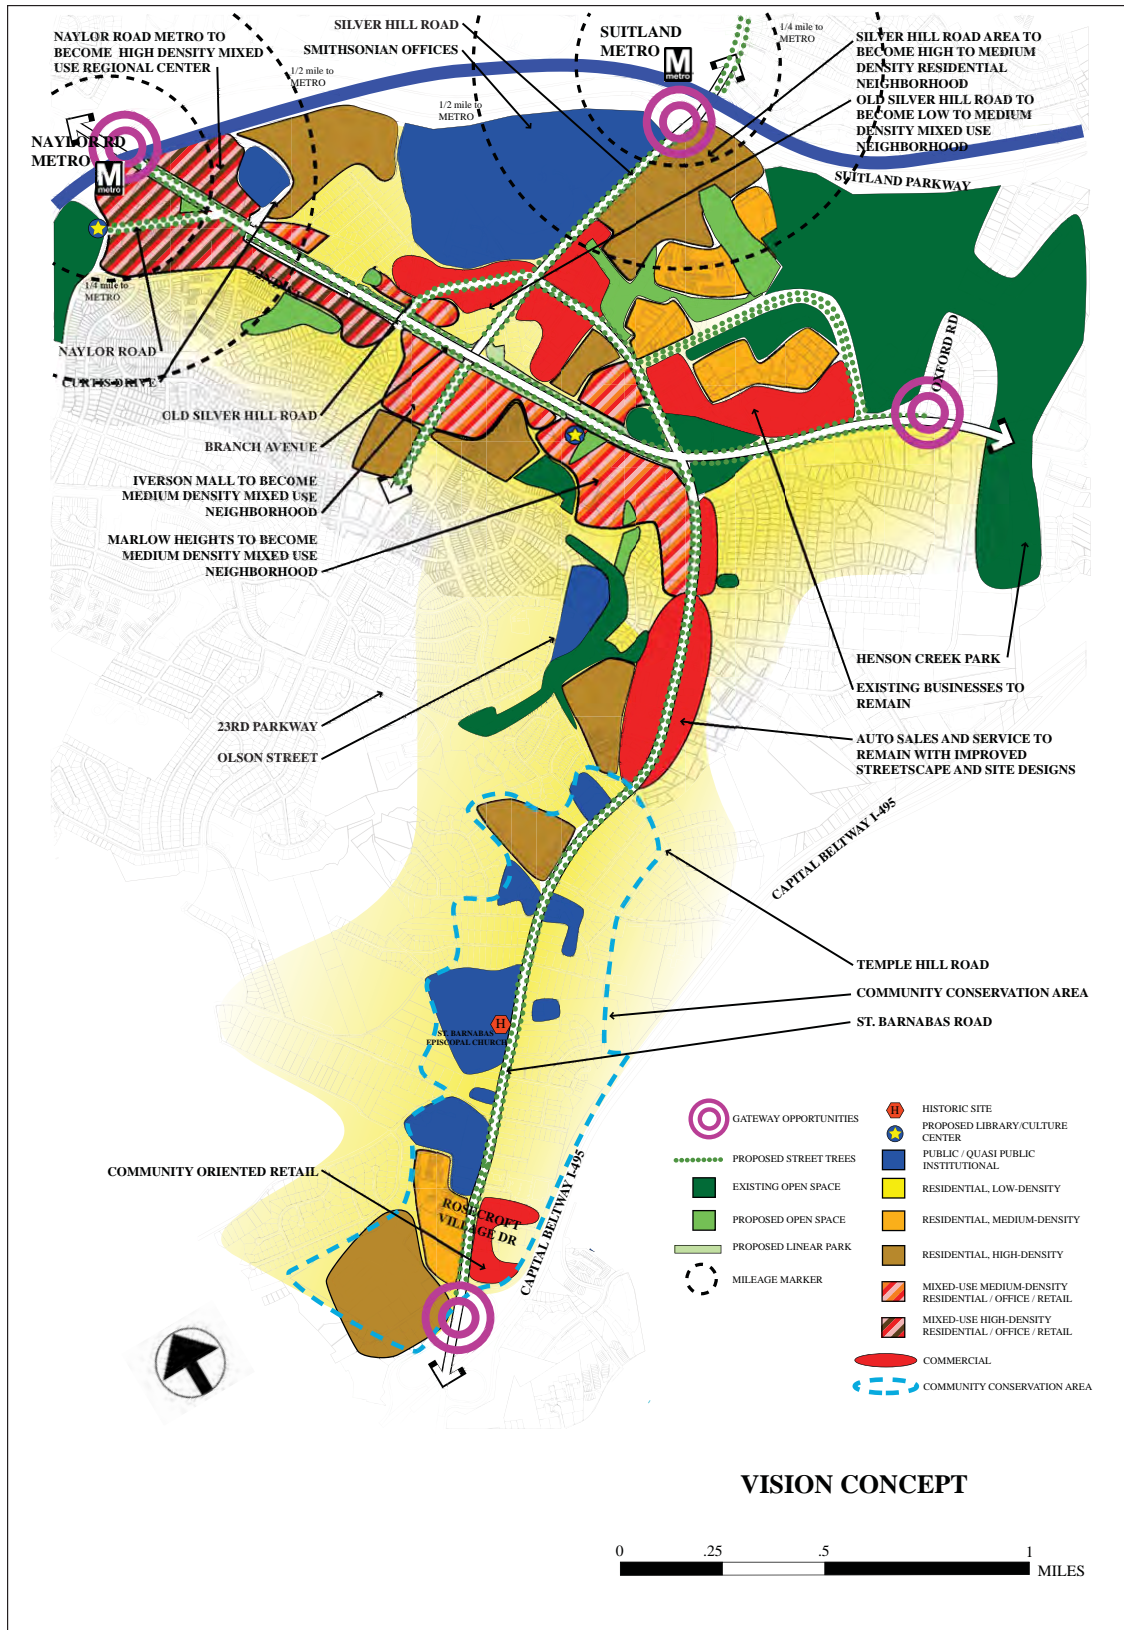 NAYLOR ROAD METRO TO
BECOME HIGH DENSITY MIXED
USE REGIONAL CENTER
SILVER HILL ROAD
SMITHSONIAN OFFICES
1/2 mile to
METRO
1/2 mile to
METRO
SUITLAND
METRO
M
metro
1/4 mile to
METRO
SILVER HILL ROAD AREA TO
BECOME HIGH TO MEDIUM
DENSITY RESIDENTIAL
NEIGHBORHOOD
OLD SILVER HILL ROAD TO
BECOME LOW TO MEDIUM
DENSITY MIXED USE
NEIGHBORHOOD
SUITLAND PARKWAY
NAYLOR RD
METRO
M
metro
1/4 mile to
METRO
NAYLOR ROAD
CURTIS DRIVE
OLD SILVER HILL ROAD
BRANCH AVENUE
IVERSON MALL TO BECOME
MEDIUM DENSITY MIXED USE
NEIGHBORHOOD
MARLOW HEIGHTS TO BECOME
MEDIUM DENSITY MIXED USE
NEIGHBORHOOD
OXFORD RD
HENSON CREEK PARK
EXISTING BUSINESSES TO
REMAIN
AUTO SALES AND SERVICE TO
REMAIN WITH IMPROVED
STREETSCAPE AND SITE DESIGNS
23RD PARKWAY
OLSON STREET
CAPITAL BELTWAY I-495
TEMPLE HILL ROAD
COMMUNITY CONSERVATION AREA
ST. BARNABAS ROAD
H
ST. BARNABAS
EPISCOPAL CHURCH
COMMUNITY ORIENTED RETAIL
ROSECROFT
VILLAGE DR
CAPITAL BELTWAY I-495
GATEWAY OPPORTUNITIES
PROPOSED STREET TREES
EXISTING OPEN SPACE
PROPOSED OPEN SPACE
PROPOSED LINEAR PARK
MILEAGE MARKER
H
HISTORIC SITE
PROPOSED LIBRARY/CULTURE
CENTER
PUBLIC / QUASI PUBLIC
INSTITUTIONAL
RESIDENTIAL, LOW-DENSITY
RESIDENTIAL, MEDIUM-DENSITY
RESIDENTIAL, HIGH-DENSITY
MIXED-USE MEDIUM-DENSITY
RESIDENTIAL / OFFICE / RETAIL
MIXED-USE HIGH-DENSITY
RESIDENTIAL / OFFICE / RETAIL
COMMERCIAL
COMMUNITY CONSERVATION AREA
VISION CONCEPT
0 .25 .5 1
MILES